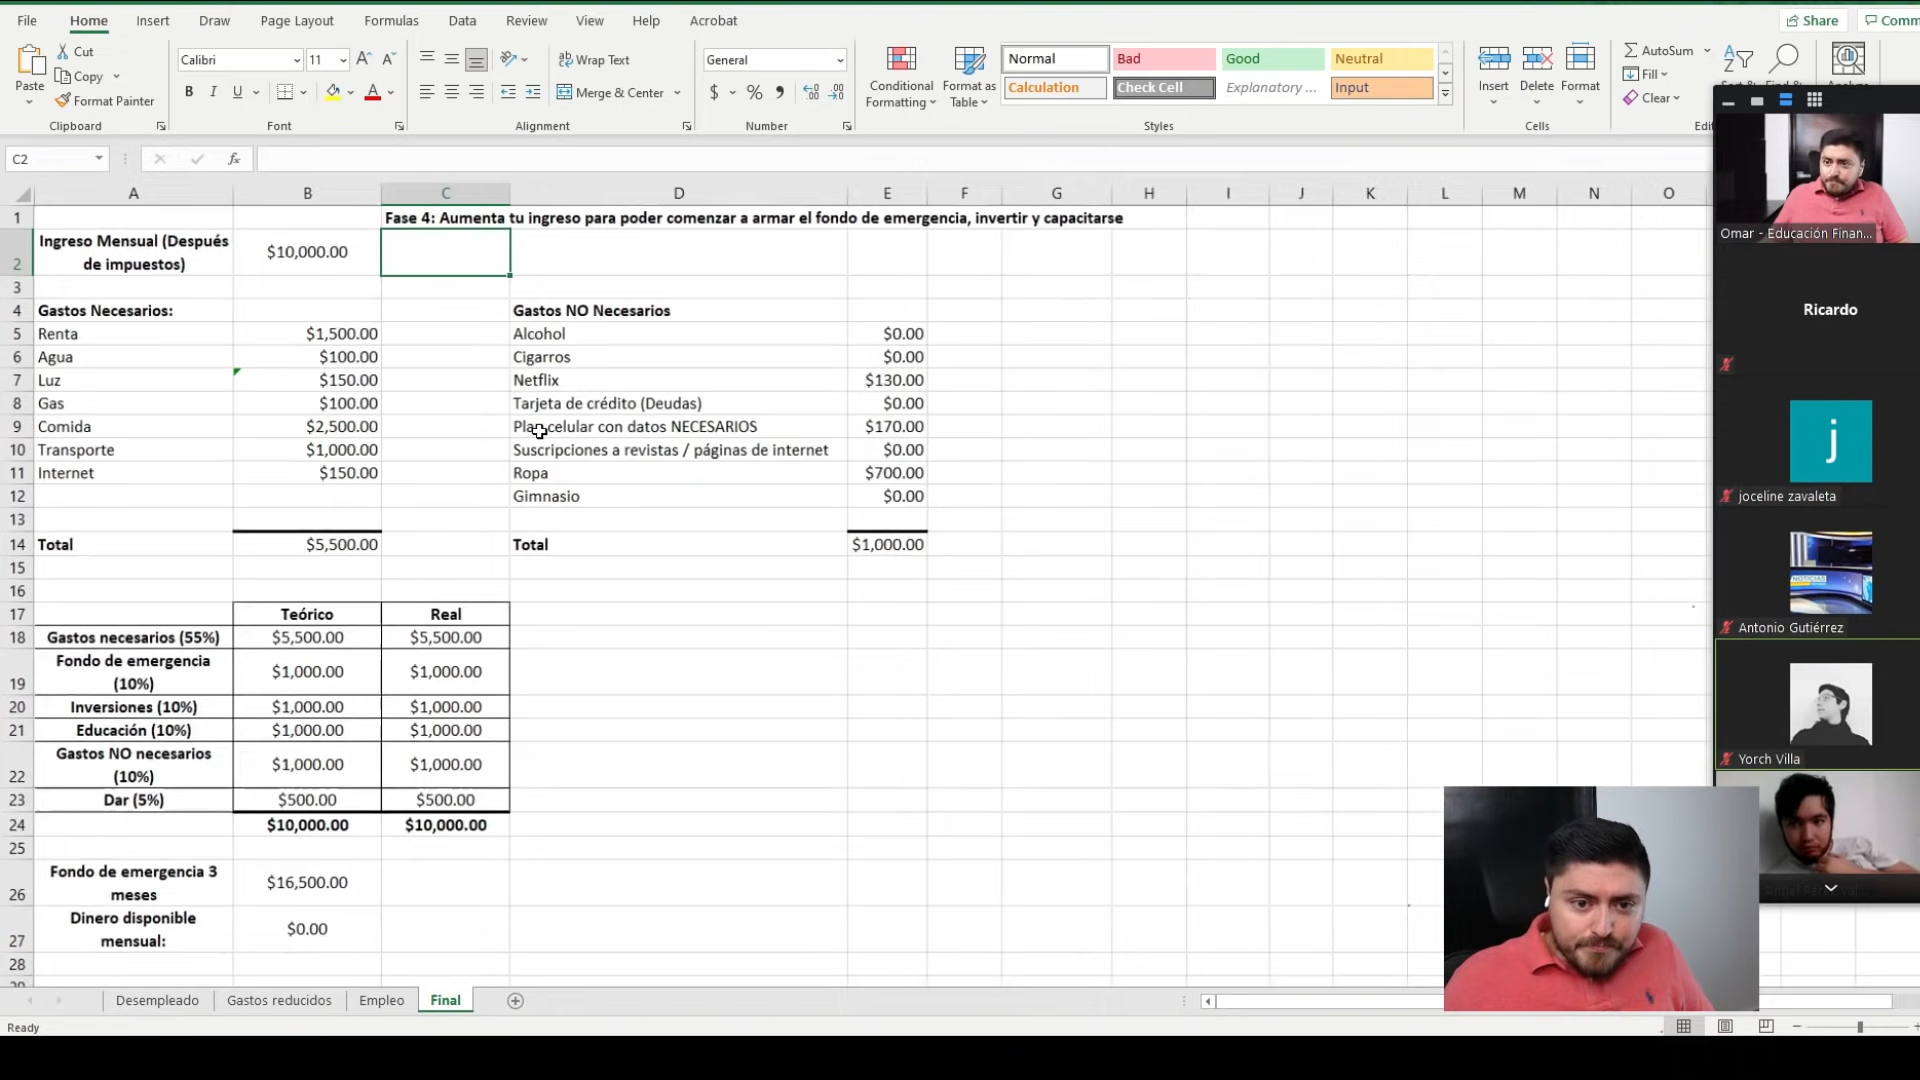 File Home Insert Draw Page Layout Formulas Data Review View Help Acrobat Share Comm
Paste Cut Copy Format Painter Clipboard
Calibri 11 B I U Font
Wrap Text Merge & Center Alignment
General $ % Number
Conditional Formatting Format as Table
Normal Bad Good Neutral
Calculation Check Cell Explanatory ... Input
Styles
Insert Delete Format Cells
AutoSum Fill Clear
C2 fx
A B C D E F G H I J K L M N O
1 Fase 4: Aumenta tu ingreso para poder comenzar a armar el fondo de emergencia, invertir y capacitarse
2 Ingreso Mensual (Después de impuestos) $10,000.00
3
4 Gastos Necesarios: Gastos NO Necesarios
5 Renta $1,500.00 Alcohol $0.00
6 Agua $100.00 Cigarros $0.00
7 Luz $150.00 Netflix $130.00
8 Gas $100.00 Tarjeta de crédito (Deudas) $0.00
9 Comida $2,500.00 Plan celular con datos NECESARIOS $170.00
10 Transporte $1,000.00 Suscripciones a revistas / páginas de internet $0.00
11 Internet $150.00 Ropa $700.00
12 Gimnasio $0.00
13
14 Total $5,500.00 Total $1,000.00
15
16
17 Teórico Real
18 Gastos necesarios (55%) $5,500.00 $5,500.00
19 Fondo de emergencia (10%) $1,000.00 $1,000.00
20 Inversiones (10%) $1,000.00 $1,000.00
21 Educación (10%) $1,000.00 $1,000.00
22 Gastos NO necesarios (10%) $1,000.00 $1,000.00
23 Dar (5%) $500.00 $500.00
24 $10,000.00 $10,000.00
25
26 Fondo de emergencia 3 meses $16,500.00
27 Dinero disponible mensual: $0.00
28
Desempleado Gastos reducidos Empleo Final
Ready
Omar - Educación Finan...
Ricardo
j
joceline zavaleta
NOTICIAS
Antonio Gutiérrez
Yorch Villa